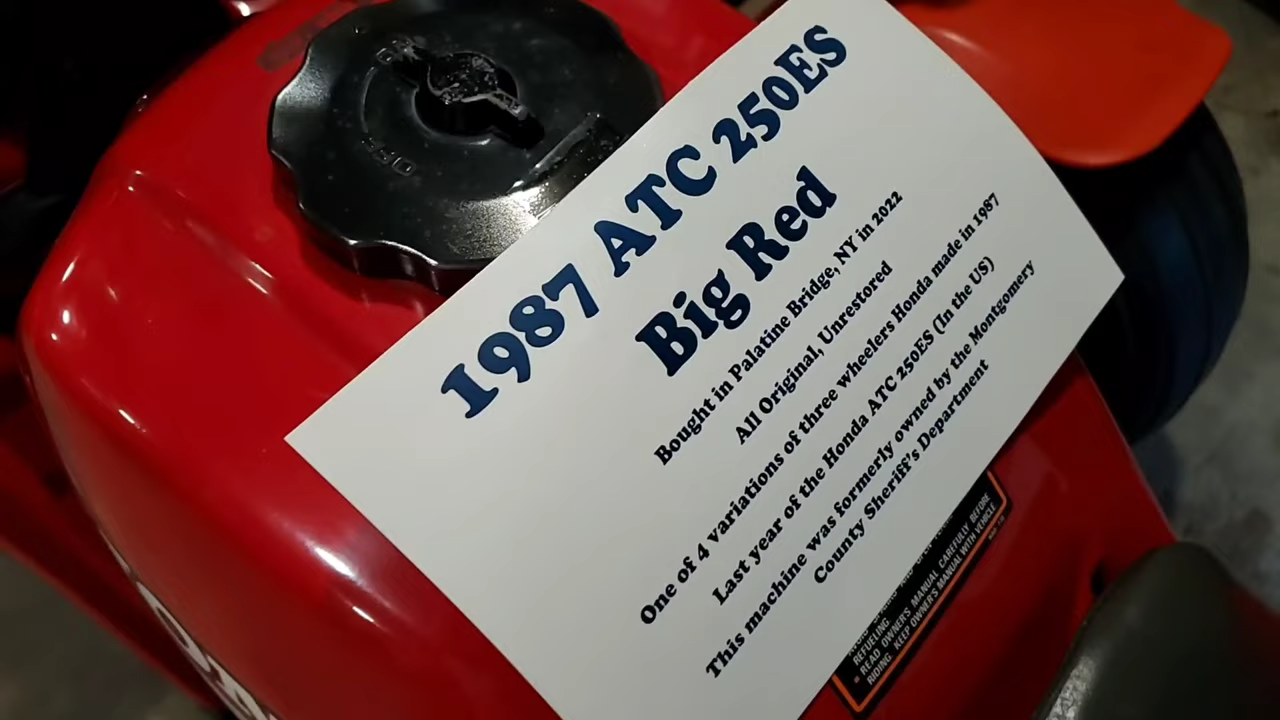 ON
OFF
1987 ATC 250ES
Big Red
Bought in Palatine Bridge, NY in 2022
All Original, Unrestored
One of 4 variations of three wheelers Honda made in 1987
Last year of the Honda ATC 250ES (In the US)
This machine was formerly owned by the Montgomery
County Sheriff's Department
REFUELING
READ OWNER'S MANUAL CAREFULLY BEFORE
RIDING. KEEP OWNER'S MANUAL WITH VEHICLE